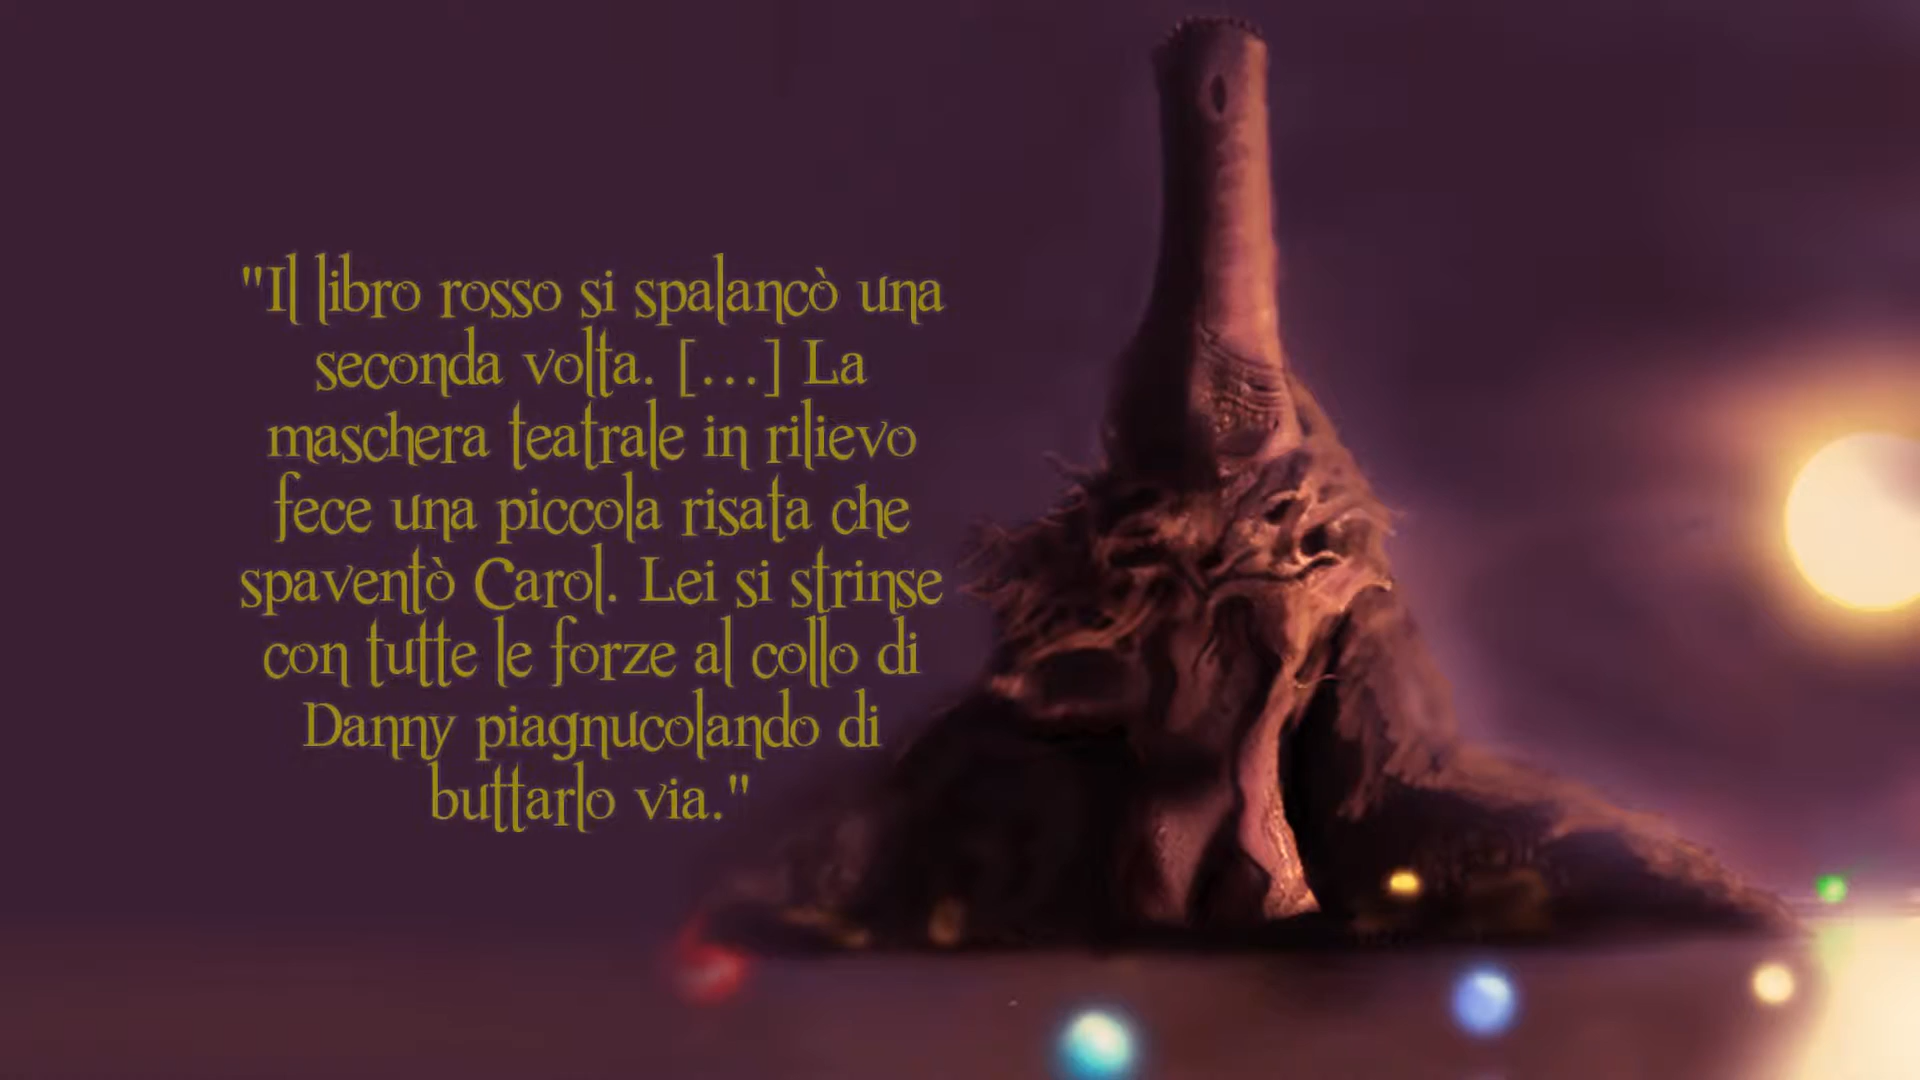 "Il libro rosso si spalancò una
seconda volta. [...] La
maschera teatrale in rilievo
fece una piccola risata che
spaventò Carol. Lei si strinse
con tutte le forze al collo di
Danny piagnucolando di
buttarlo via."